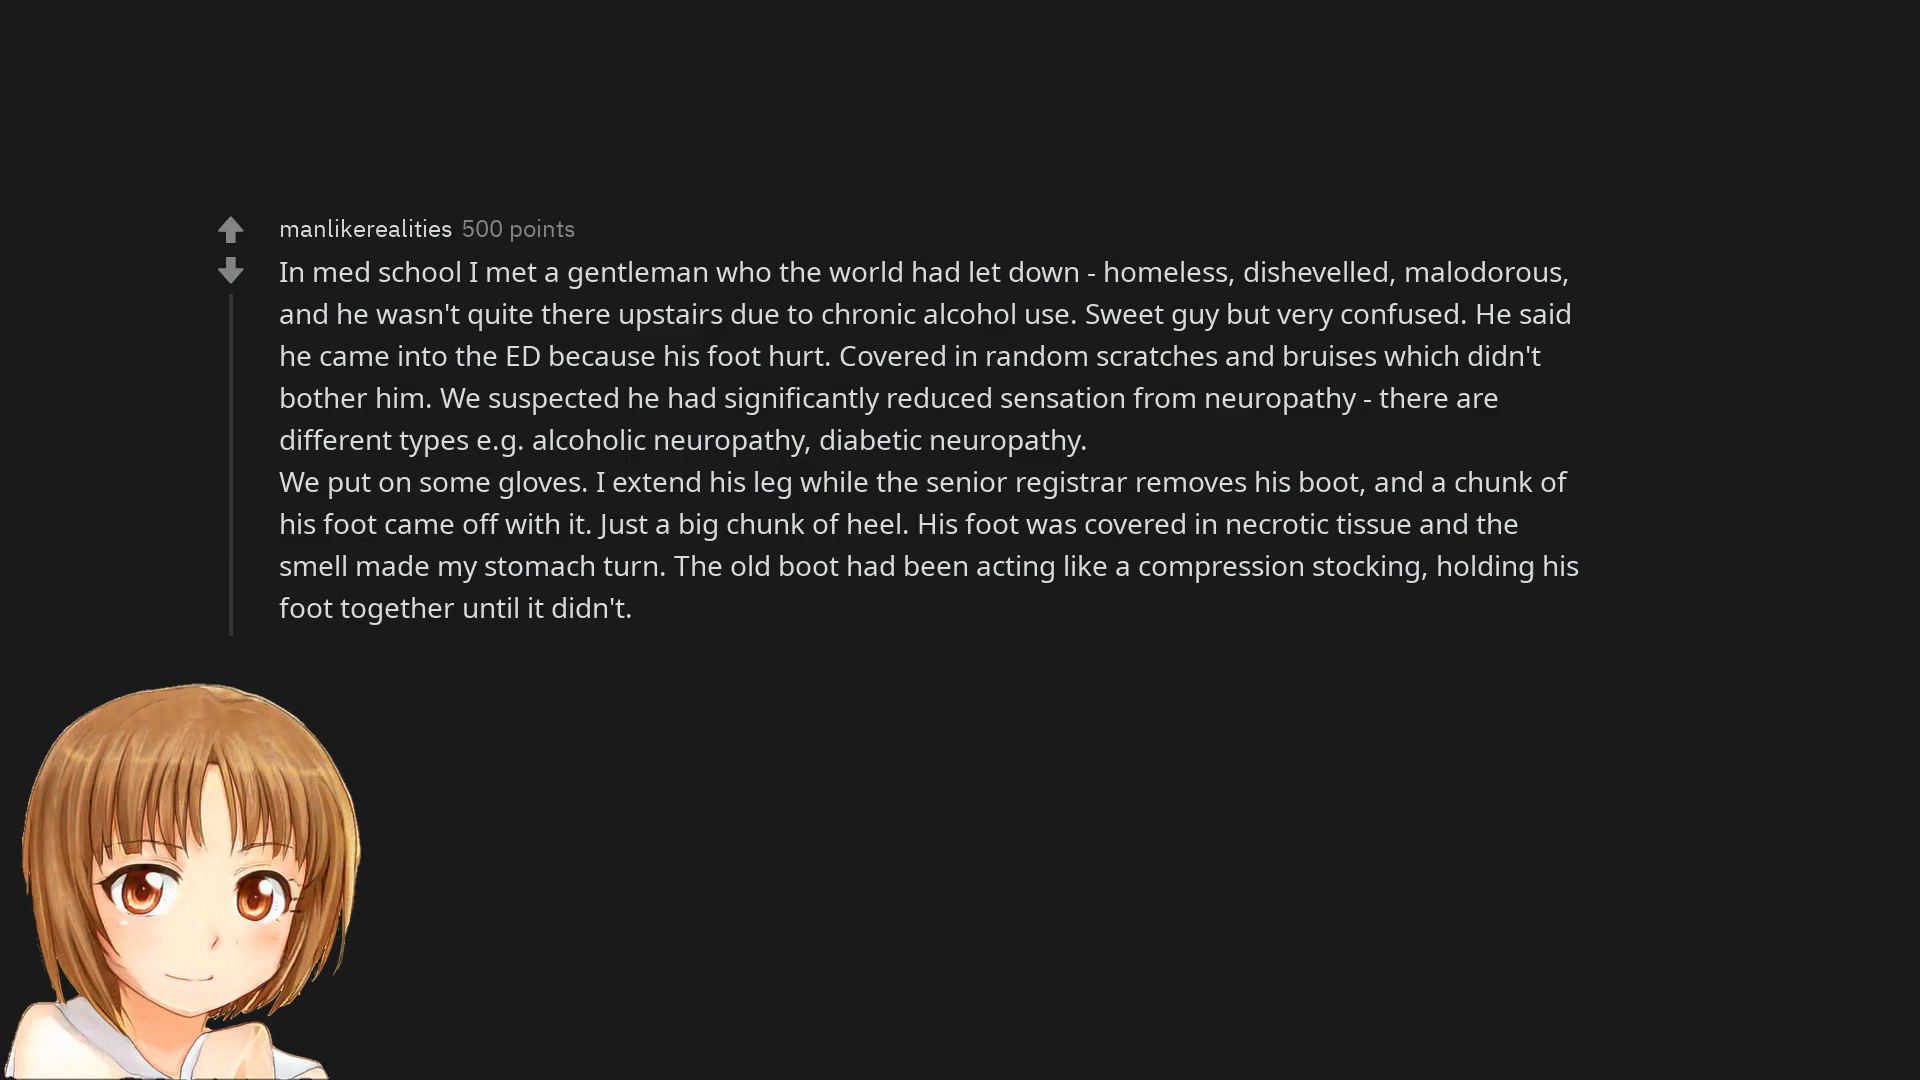 manlikerealities 500 points
In med school I met a gentleman who the world had let down - homeless, dishevelled, malodorous,
and he wasn't quite there upstairs due to chronic alcohol use. Sweet guy but very confused. He said
he came into the ED because his foot hurt. Covered in random scratches and bruises which didn't
bother him. We suspected he had significantly reduced sensation from neuropathy - there are
different types e.g. alcoholic neuropathy, diabetic neuropathy.
We put on some gloves. I extend his leg while the senior registrar removes his boot, and a chunk of
his foot came off with it. Just a big chunk of heel. His foot was covered in necrotic tissue and the
smell made my stomach turn. The old boot had been acting like a compression stocking, holding his
foot together until it didn't.